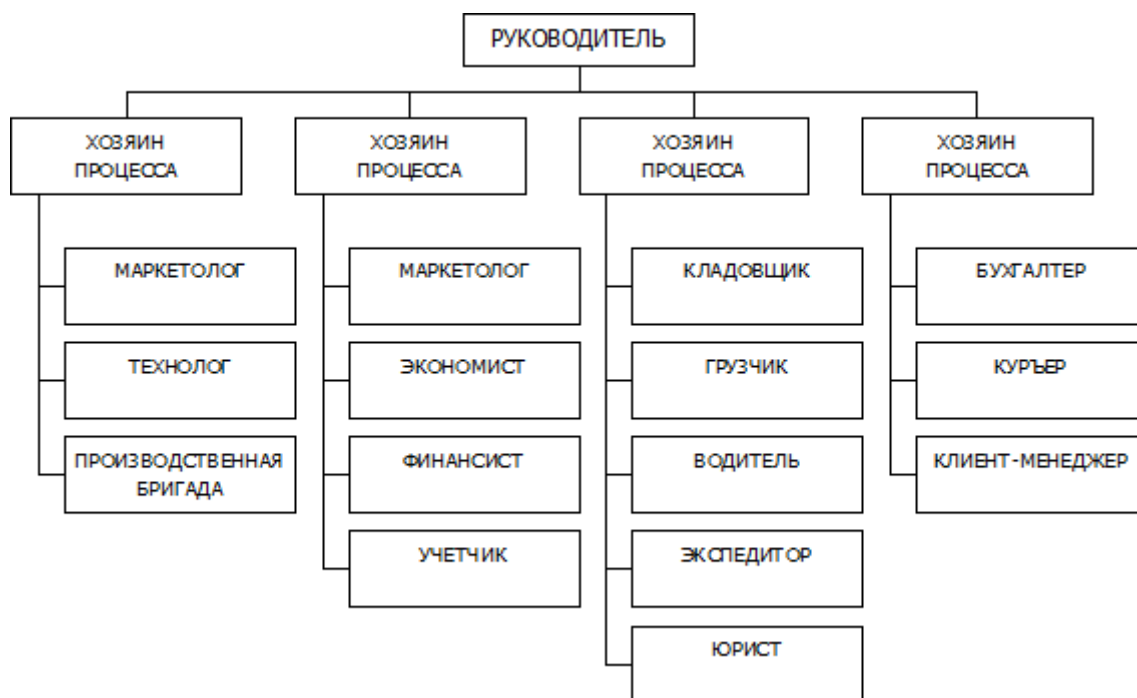 РУКОВОДИТЕЛЬ
ХОЗЯИН
ПРОЦЕССА
ХОЗЯИН
ПРОЦЕССА
ХОЗЯИН
ПРОЦЕССА
ХОЗЯИН
ПРОЦЕССА
МАРКЕТОЛОГ
ТЕХНОЛОГ
ПРОИЗВОДСТВЕННАЯ
БРИГАДА
МАРКЕТОЛОГ
ЭКОНОМИСТ
ФИНАНСИСТ
УЧЕТЧИК
КЛАДОВЩИК
ГРУЗЧИК
ВОДИТЕЛЬ
ЭКСПЕДИТОР
ЮРИСТ
БУХГАЛТЕР
КУРЪЕР
КЛИЕНТ-МЕНЕДЖЕР